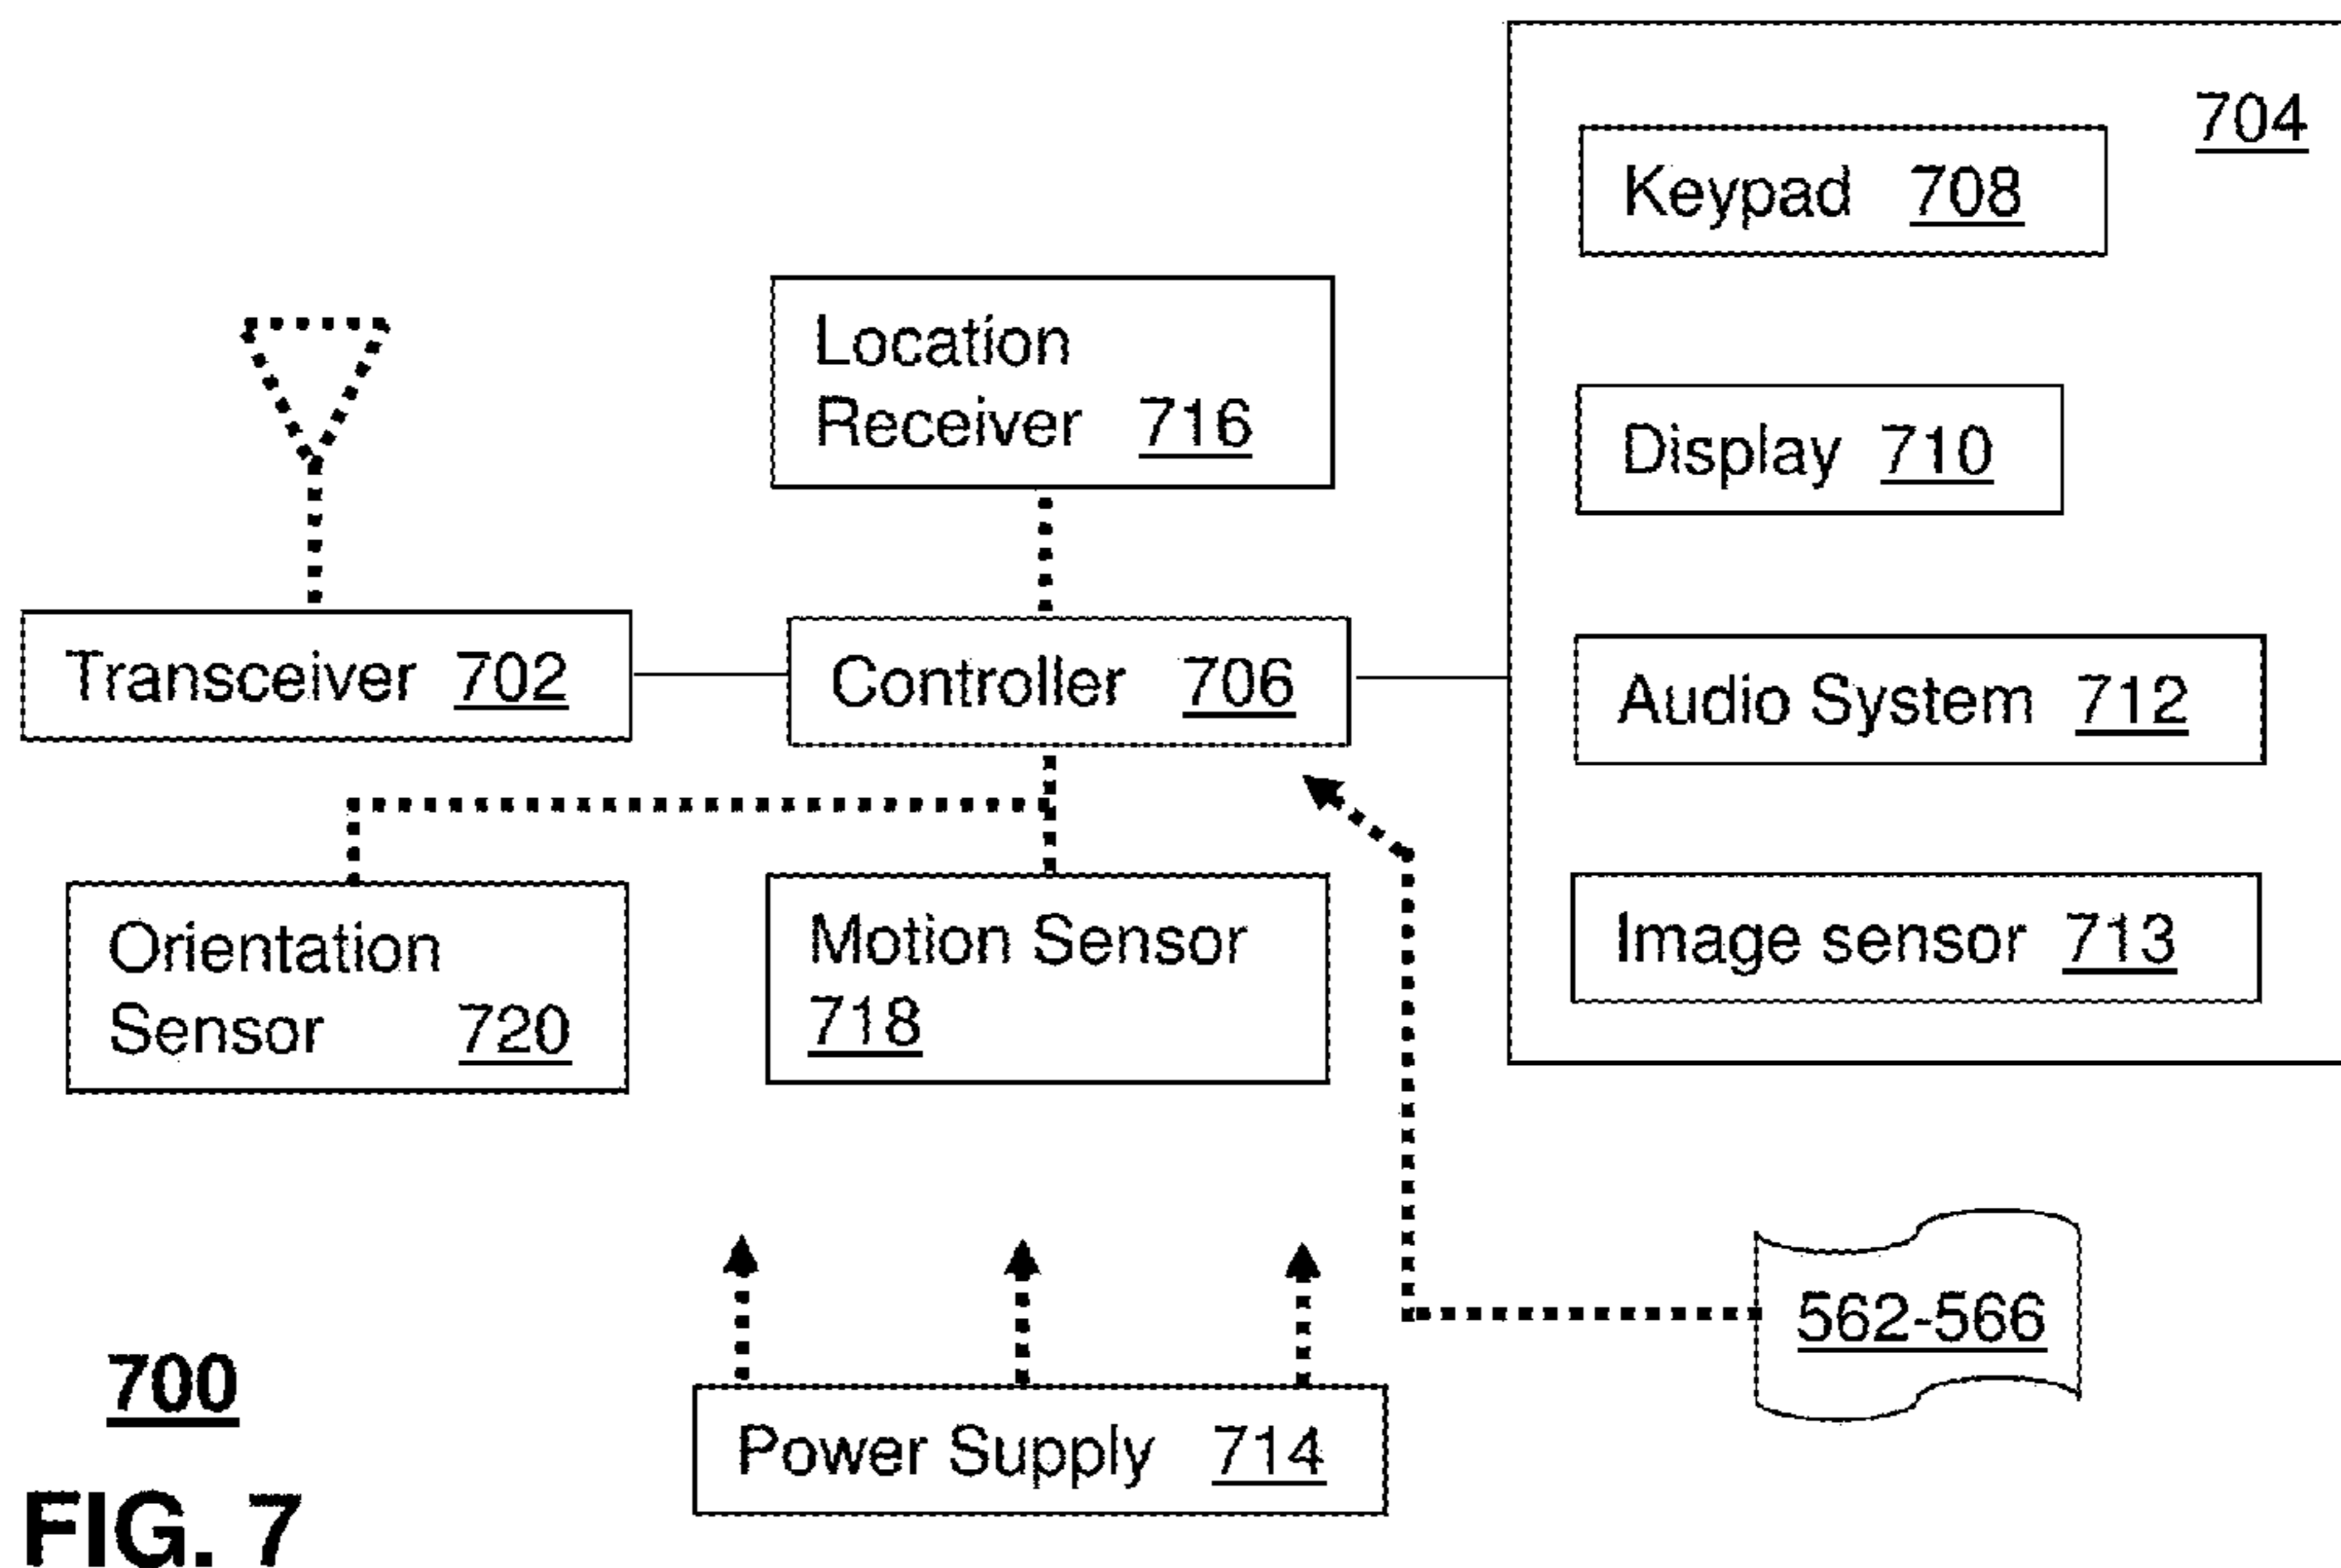 704
Keypad 708
Location
Receiver 716
Display 710
Transceiver 702
Controller 706
Audio System 712
Orientation
Sensor 720
Motion Sensor
718
Image sensor 713
562-566
700
Power Supply 714
FIG. 7